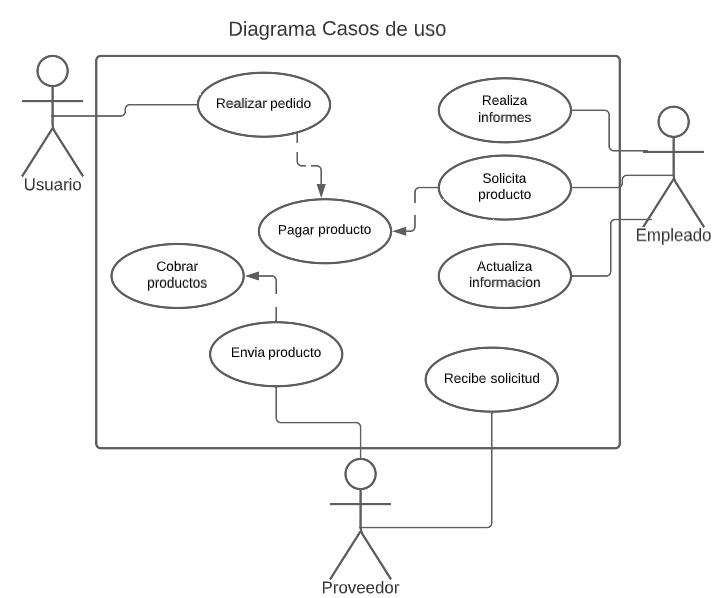 Diagrama Casos de uso
Realizar pedido
Realiza
informes
Usuario
Solicita
producto
Pagar producto
Empleado
Cobrar
productos
Actualiza
informacion
Envia producto
Recibe solicitud
Proveedor